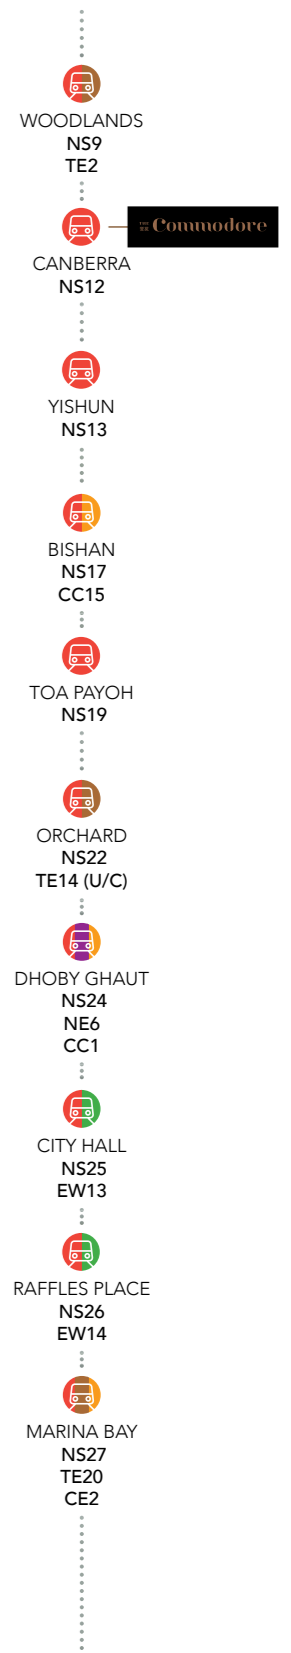 WOODLANDS
NS9
TE2
Commodore
CANBERRA
NS12
YISHUN
NS13
BISHAN
NS17
CC15
TOA PAYOH
NS19
ORCHARD
NS22
TE14 (U/C)
DHOBY GHAUT
NS24
NE6
CC1
CITY HALL
NS25
EW13
RAFFLES PLACE
NS26
EW14
MARINA BAY
NS27
TE20
CE2